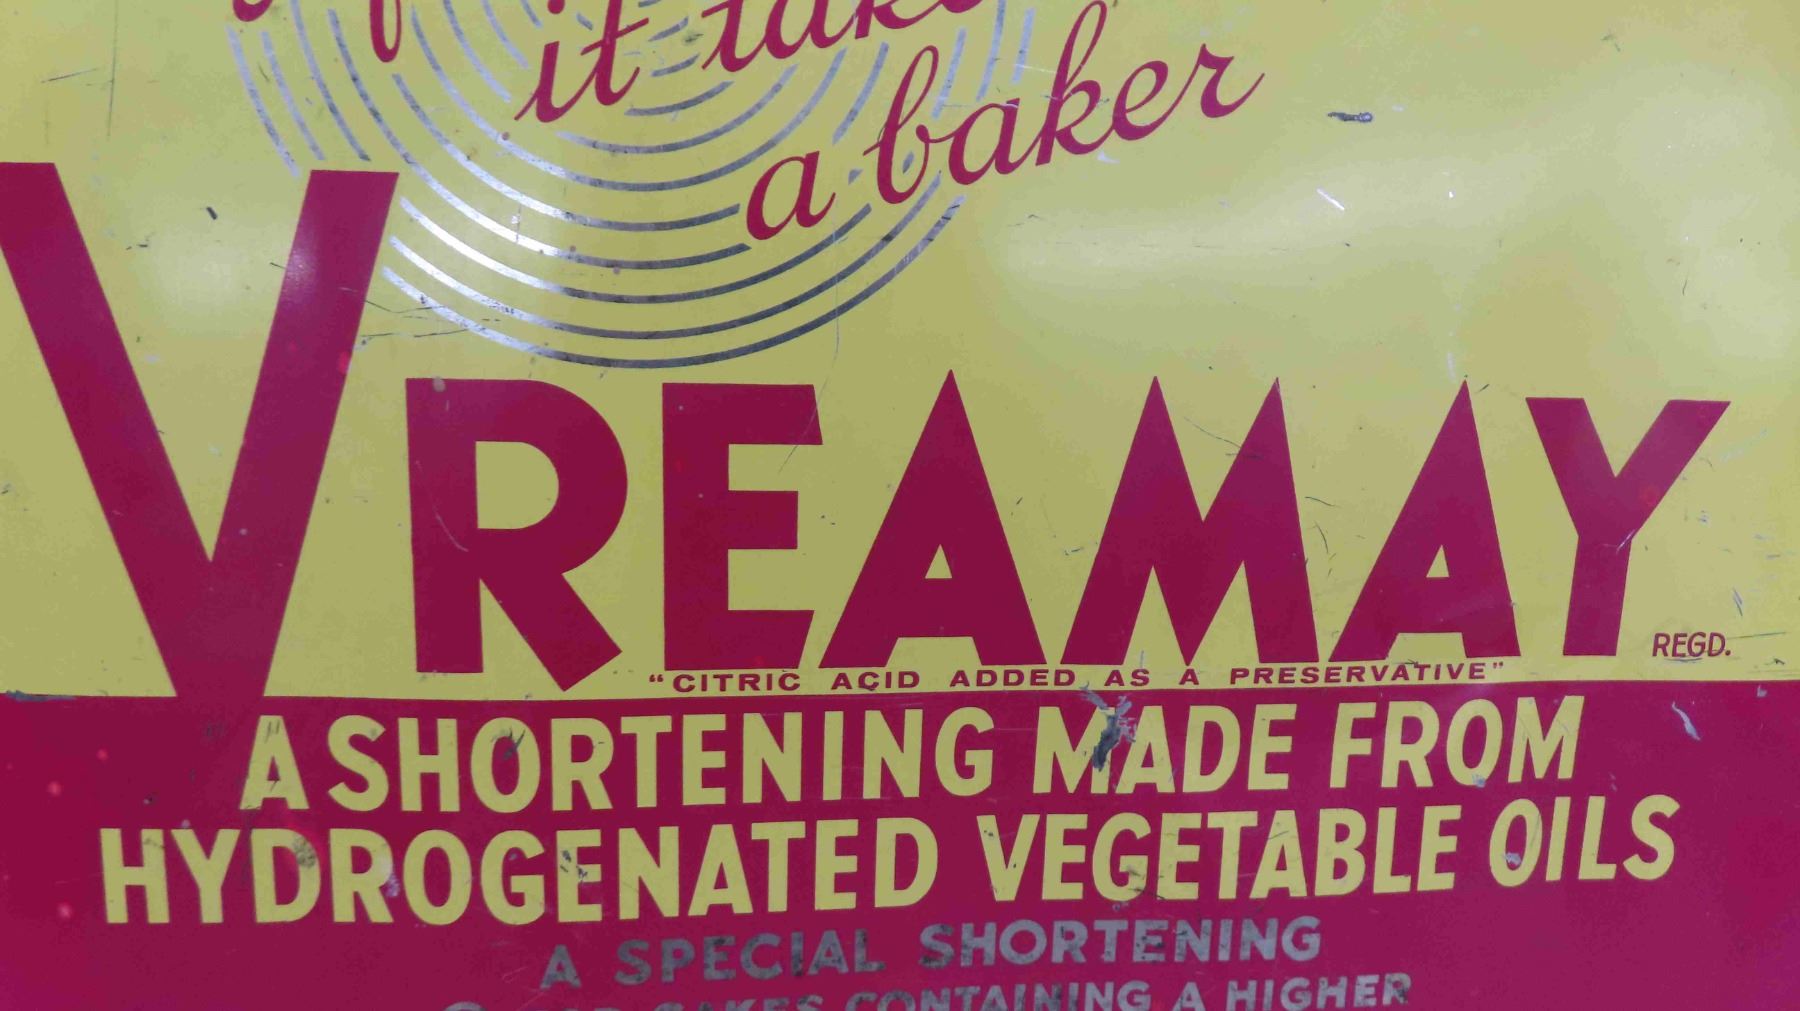 it
a baker
VREAMAY
REGD.
"CITRIC ACID ADDED AS A PRESERVATIVE"
A SHORTENING MADE FROM
HYDROGENATED VEGETABLE OILS
A SPECIAL SHORTENING
CAKES CONTAINING A HIGHER